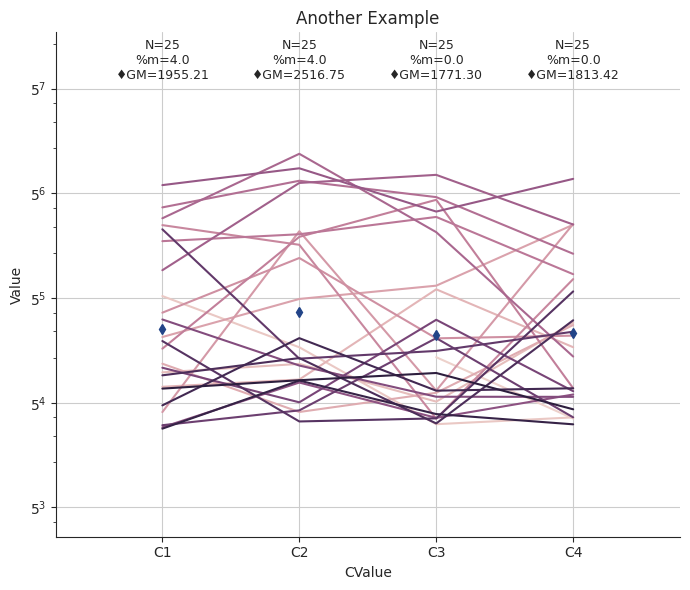 Another Example
N=25 N=25 N=25 N=25
%m=4.0 %m=4.0 %m=0.0 %m=0.0
♦GM=1955.21 ♦GM=2516.75 ♦GM=1771.30 ♦GM=1813.42
5⁷
5⁶
5⁵
5⁴
5³
Value
C1 C2 C3 C4
CValue